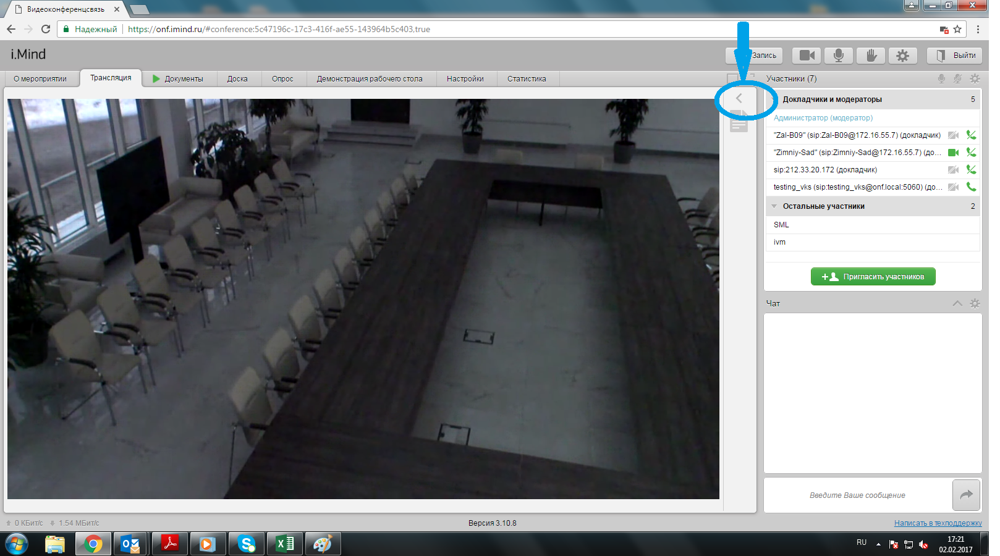 Видеоконференцсвязь
Надежный
https://onf.imind.ru/#conference:5c47196c-17c3-416f-ae55-143964b5c403,true
i.Mind
Запись
Выйти
О мероприятии
Трансляция
Документы
Доска
Опрос
Демонстрация рабочего стола
Настройки
Статистика
Участники (7)
Докладчики и модераторы 5
Администратор (модератор)
"Zal-B09" (sip:Zal-B09@172.16.55.7) (докладчик)
"Zimniy-Sad" (sip:Zimniy-Sad@172.16.55.7) (до...
sip:212.33.20.172 (докладчик)
testing_vks (sip:testing_vks@onf.local:5060) (до...
Остальные участники 2
SML
ivm
Пригласить участников
Чат
Введите Ваше сообщение
0 КБит/с 1.54 МБит/с
Версия 3.10.8
Написать в техподдержку
RU
17:21
02.02.2017